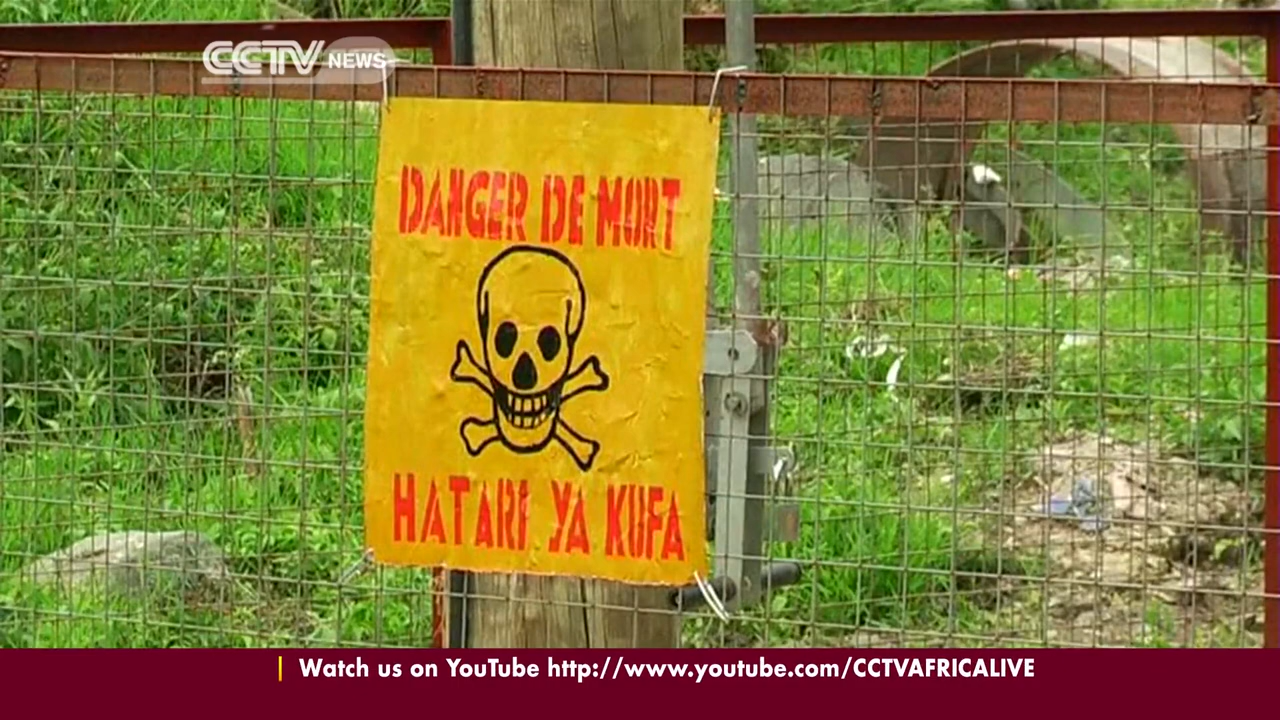 CCTV NEWS
DANGER DE MORT
HATARI YA KUFA
Watch us on YouTube http://www.youtube.com/CCTVAFRICALIVE